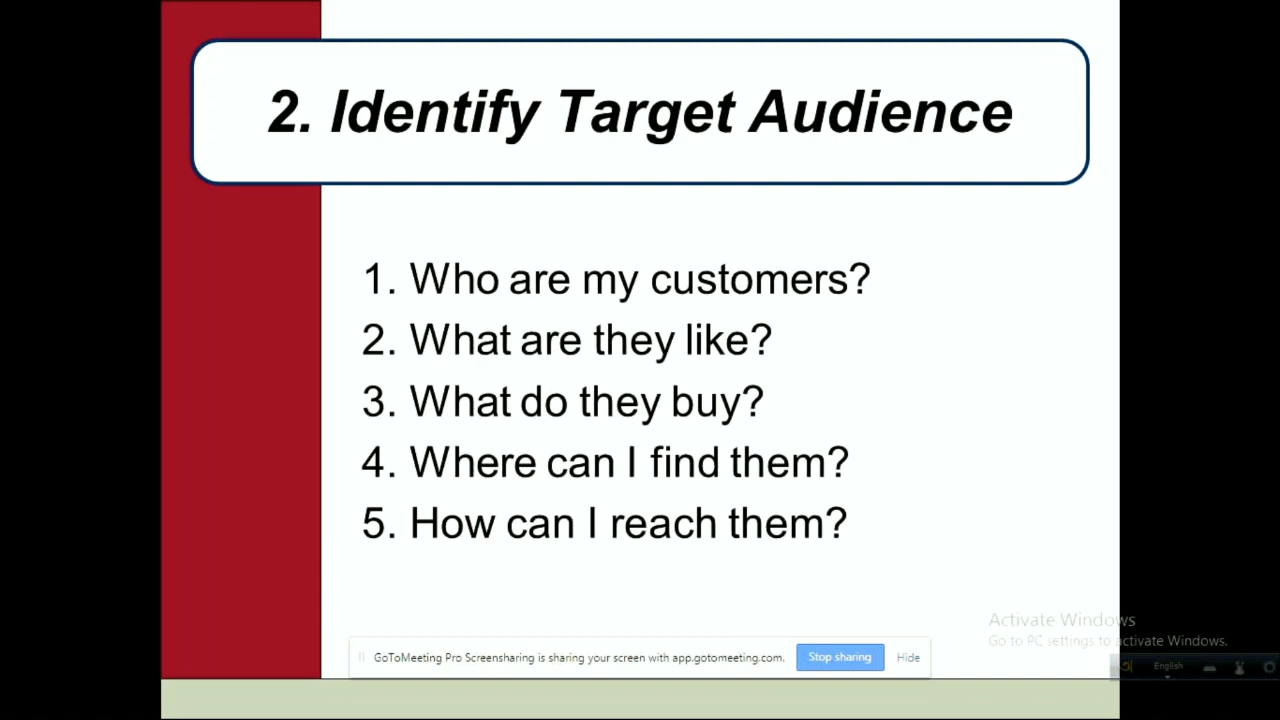 2. Identify Target Audience
1. Who are my customers?
2. What are they like?
3. What do they buy?
4. Where can I find them?
5. How can I reach them?
Activate Windows
Go to PC settings to activate Windows.
GoToMeeting Pro Screensharing is sharing your screen with app.gotomeeting.com. Stop sharing Hide
English